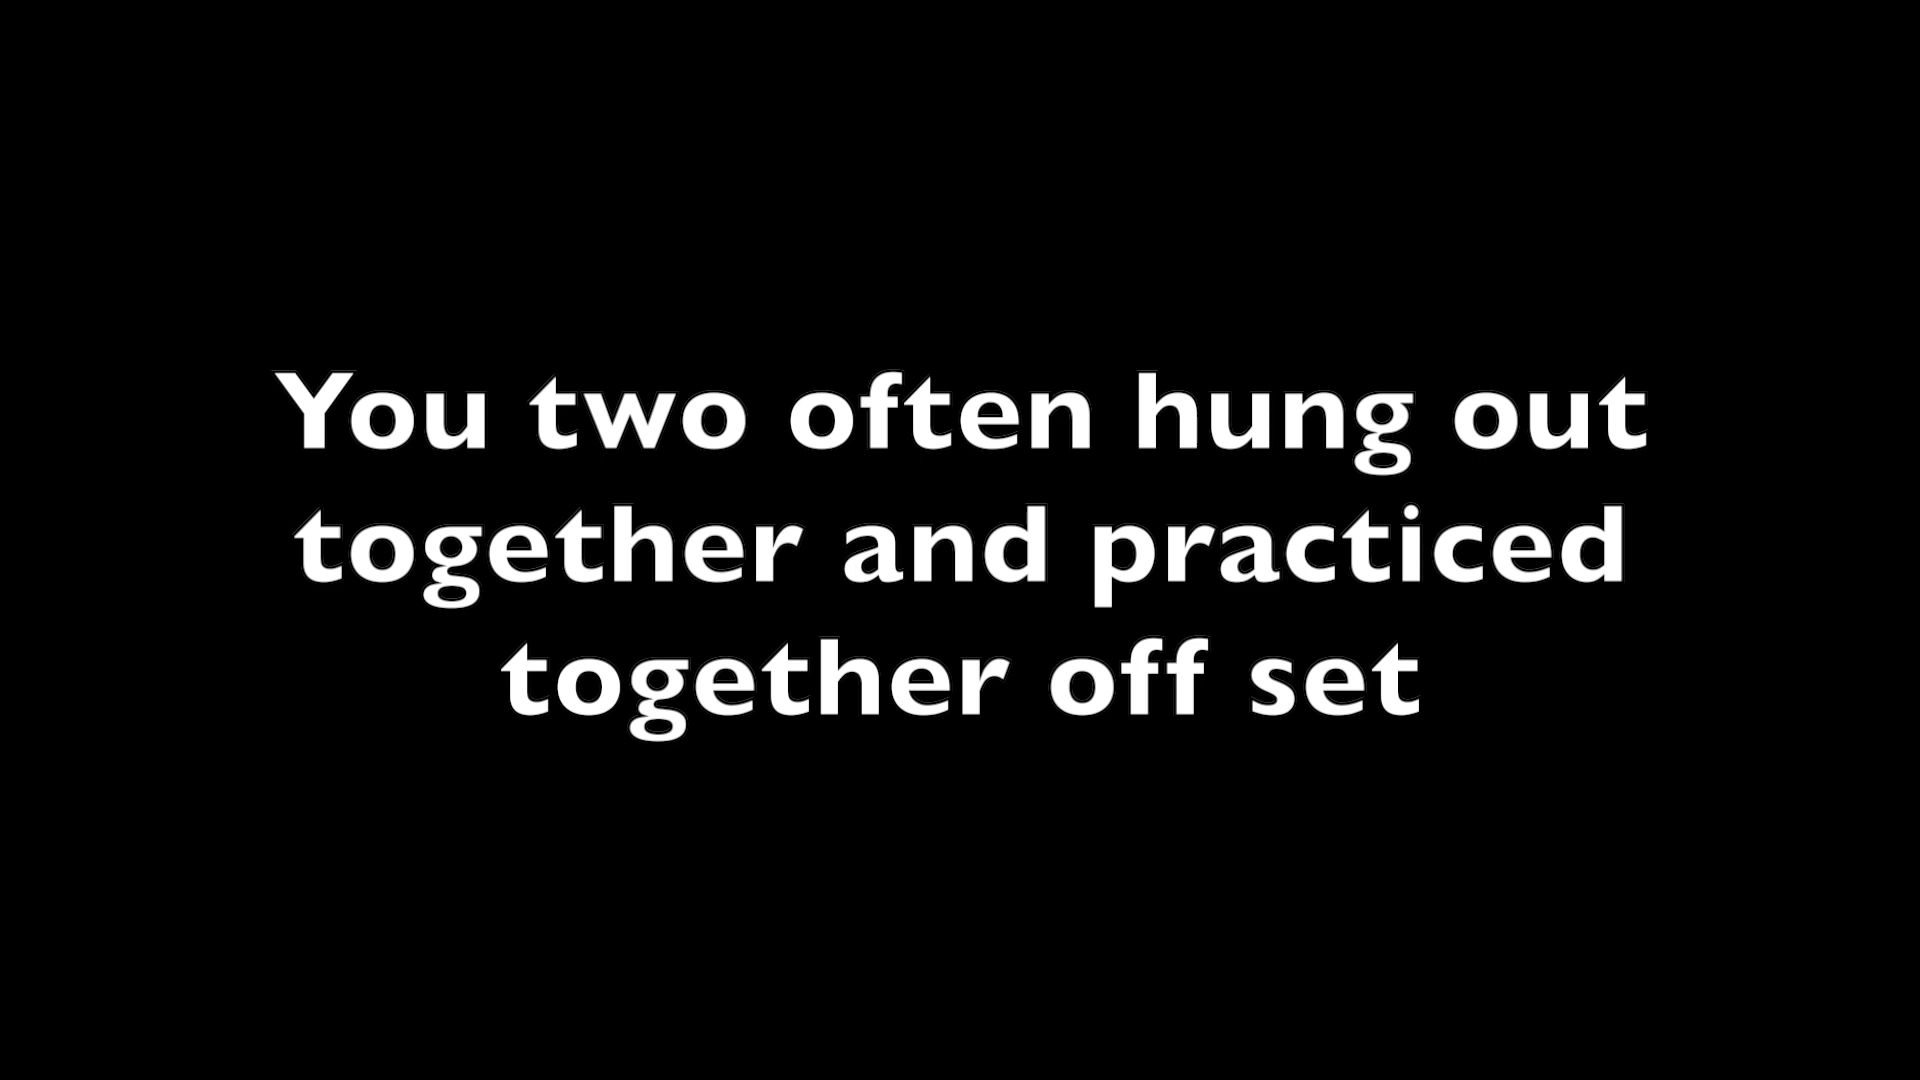 You two often hung out
together and practiced
together off set